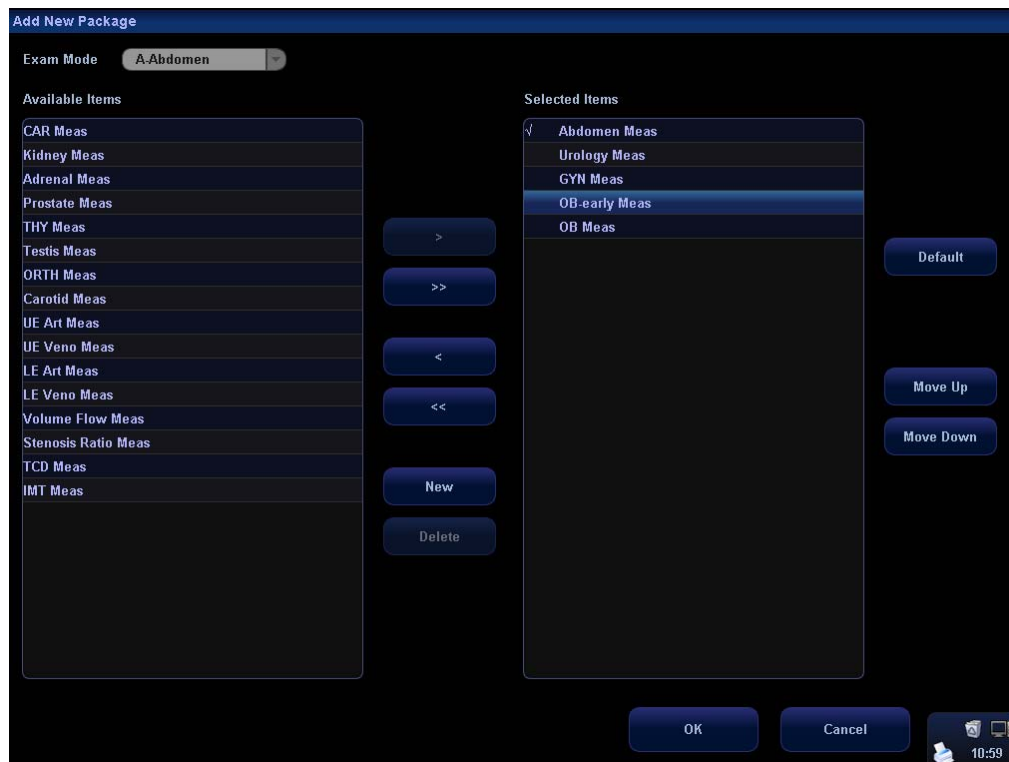 Add New Package
Exam Mode
A-Abdomen
Available Items
CAR Meas
Kidney Meas
Adrenal Meas
Prostate Meas
THY Meas
Testis Meas
ORTH Meas
Carotid Meas
UE Art Meas
UE Veno Meas
LE Art Meas
LE Veno Meas
Volume Flow Meas
Stenosis Ratio Meas
TCD Meas
IMT Meas
>
>>
<
<<
New
Delete
Selected Items
√ Abdomen Meas
Urology Meas
GYN Meas
OB-early Meas
OB Meas
Default
Move Up
Move Down
OK
Cancel
10:59